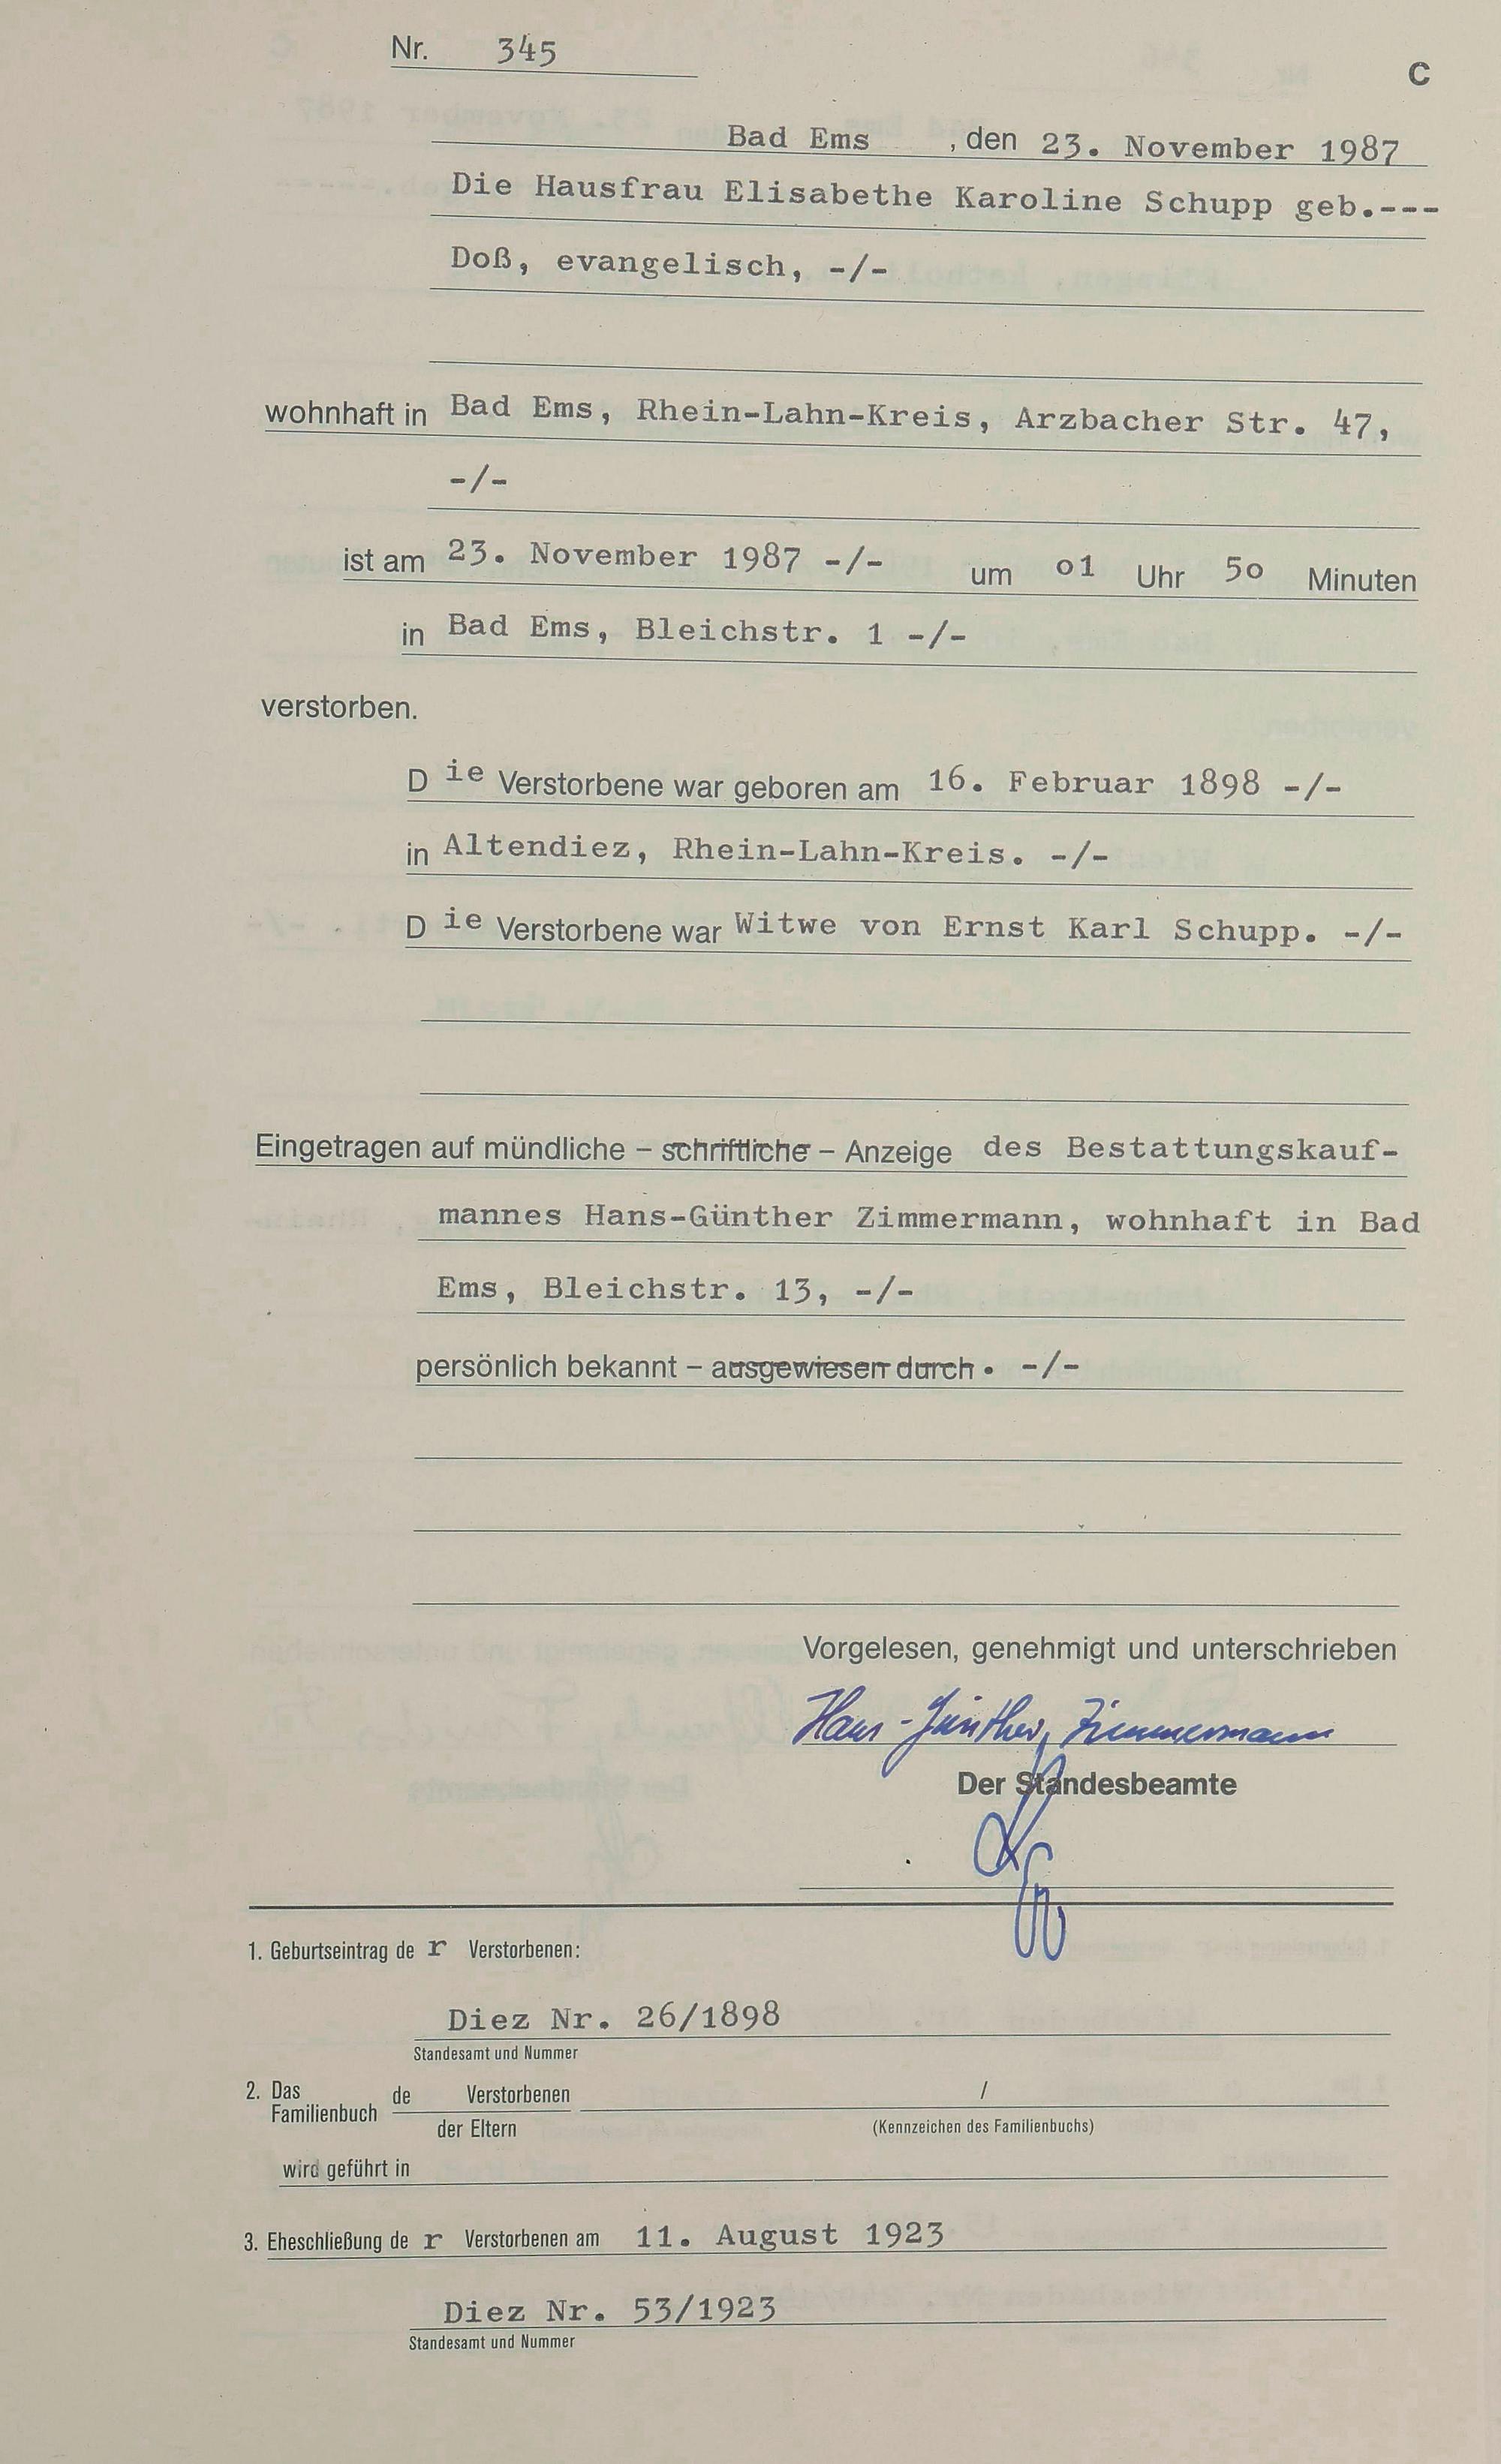 Nr. 345
C
Bad Ems , den 23. November 1987
Die Hausfrau Elisabethe Karoline Schupp geb.---
Doß, evangelisch, -/-
wohnhaft in Bad Ems, Rhein-Lahn-Kreis, Arzbacher Str. 47,
-/-
ist am 23. November 1987 -/- um o1 Uhr 5o Minuten
in Bad Ems, Bleichstr. 1 -/-
verstorben.
D ie Verstorbene war geboren am 16. Februar 1898 -/-
in Altendiez, Rhein-Lahn-Kreis. -/-
D ie Verstorbene war Witwe von Ernst Karl Schupp. -/-
Eingetragen auf mündliche – schriftliche – Anzeige des Bestattungskauf-
mannes Hans-Günther Zimmermann, wohnhaft in Bad
Ems, Bleichstr. 13, -/-
persönlich bekannt – ausgewiesen durch . -/-
Vorgelesen, genehmigt und unterschrieben
Hans-Günther Zimmermann
Der Standesbeamte
1. Geburtseintrag de r Verstorbenen:
Diez Nr. 26/1898
Standesamt und Nummer
2. Das Familienbuch de Verstorbenen /
der Eltern (Kennzeichen des Familienbuchs)
wird geführt in
3. Eheschließung de r Verstorbenen am 11. August 1923
Diez Nr. 53/1923
Standesamt und Nummer